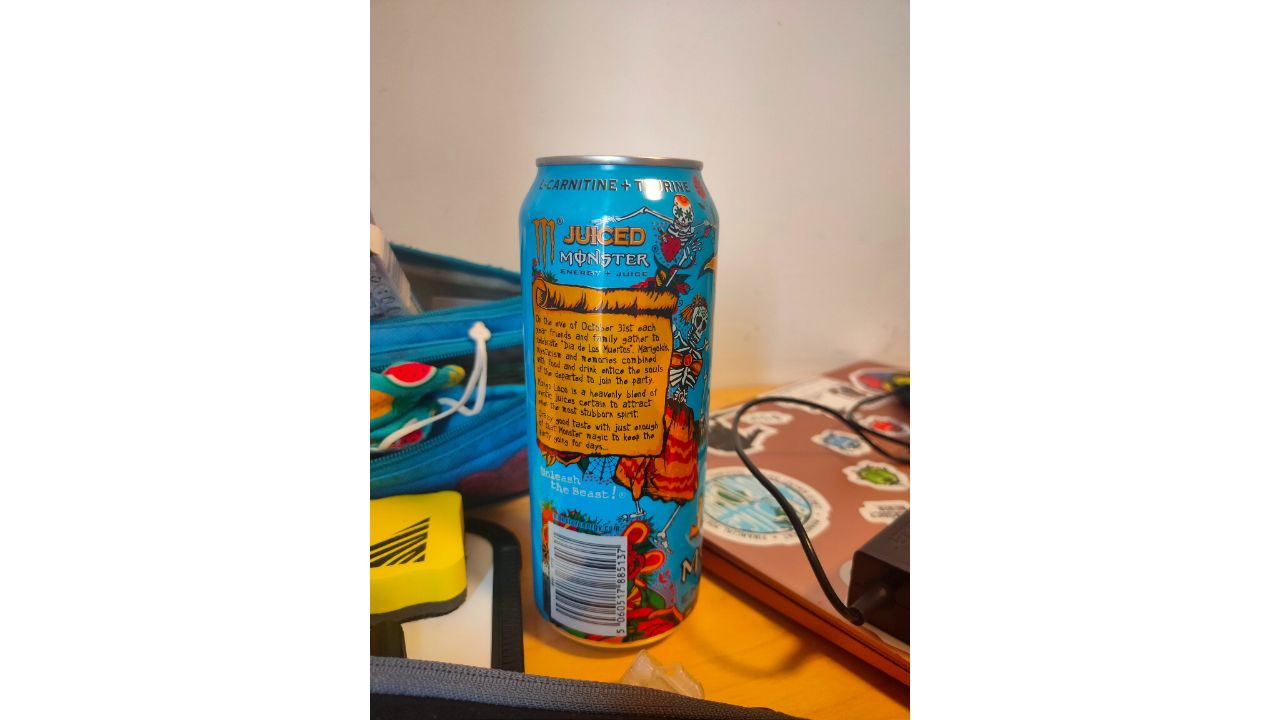 L-CARNITINE + TAURINE
JUICED
MONSTER
ENERGY + JUICE
On the eve of October 31st each
year friends and family gather to
celebrate "Dia de Los Muertos". Marigolds,
mysticism and memories combined
with food and drink entice the souls
of the departed to join the party.
Mango Loco is a heavenly blend of
exotic juices certain to attract
even the most stubborn spirit.
Crazy good taste with just enough
of that Monster magic to keep the
party going for days...
Unleash
the Beast!®
5 060517 885137